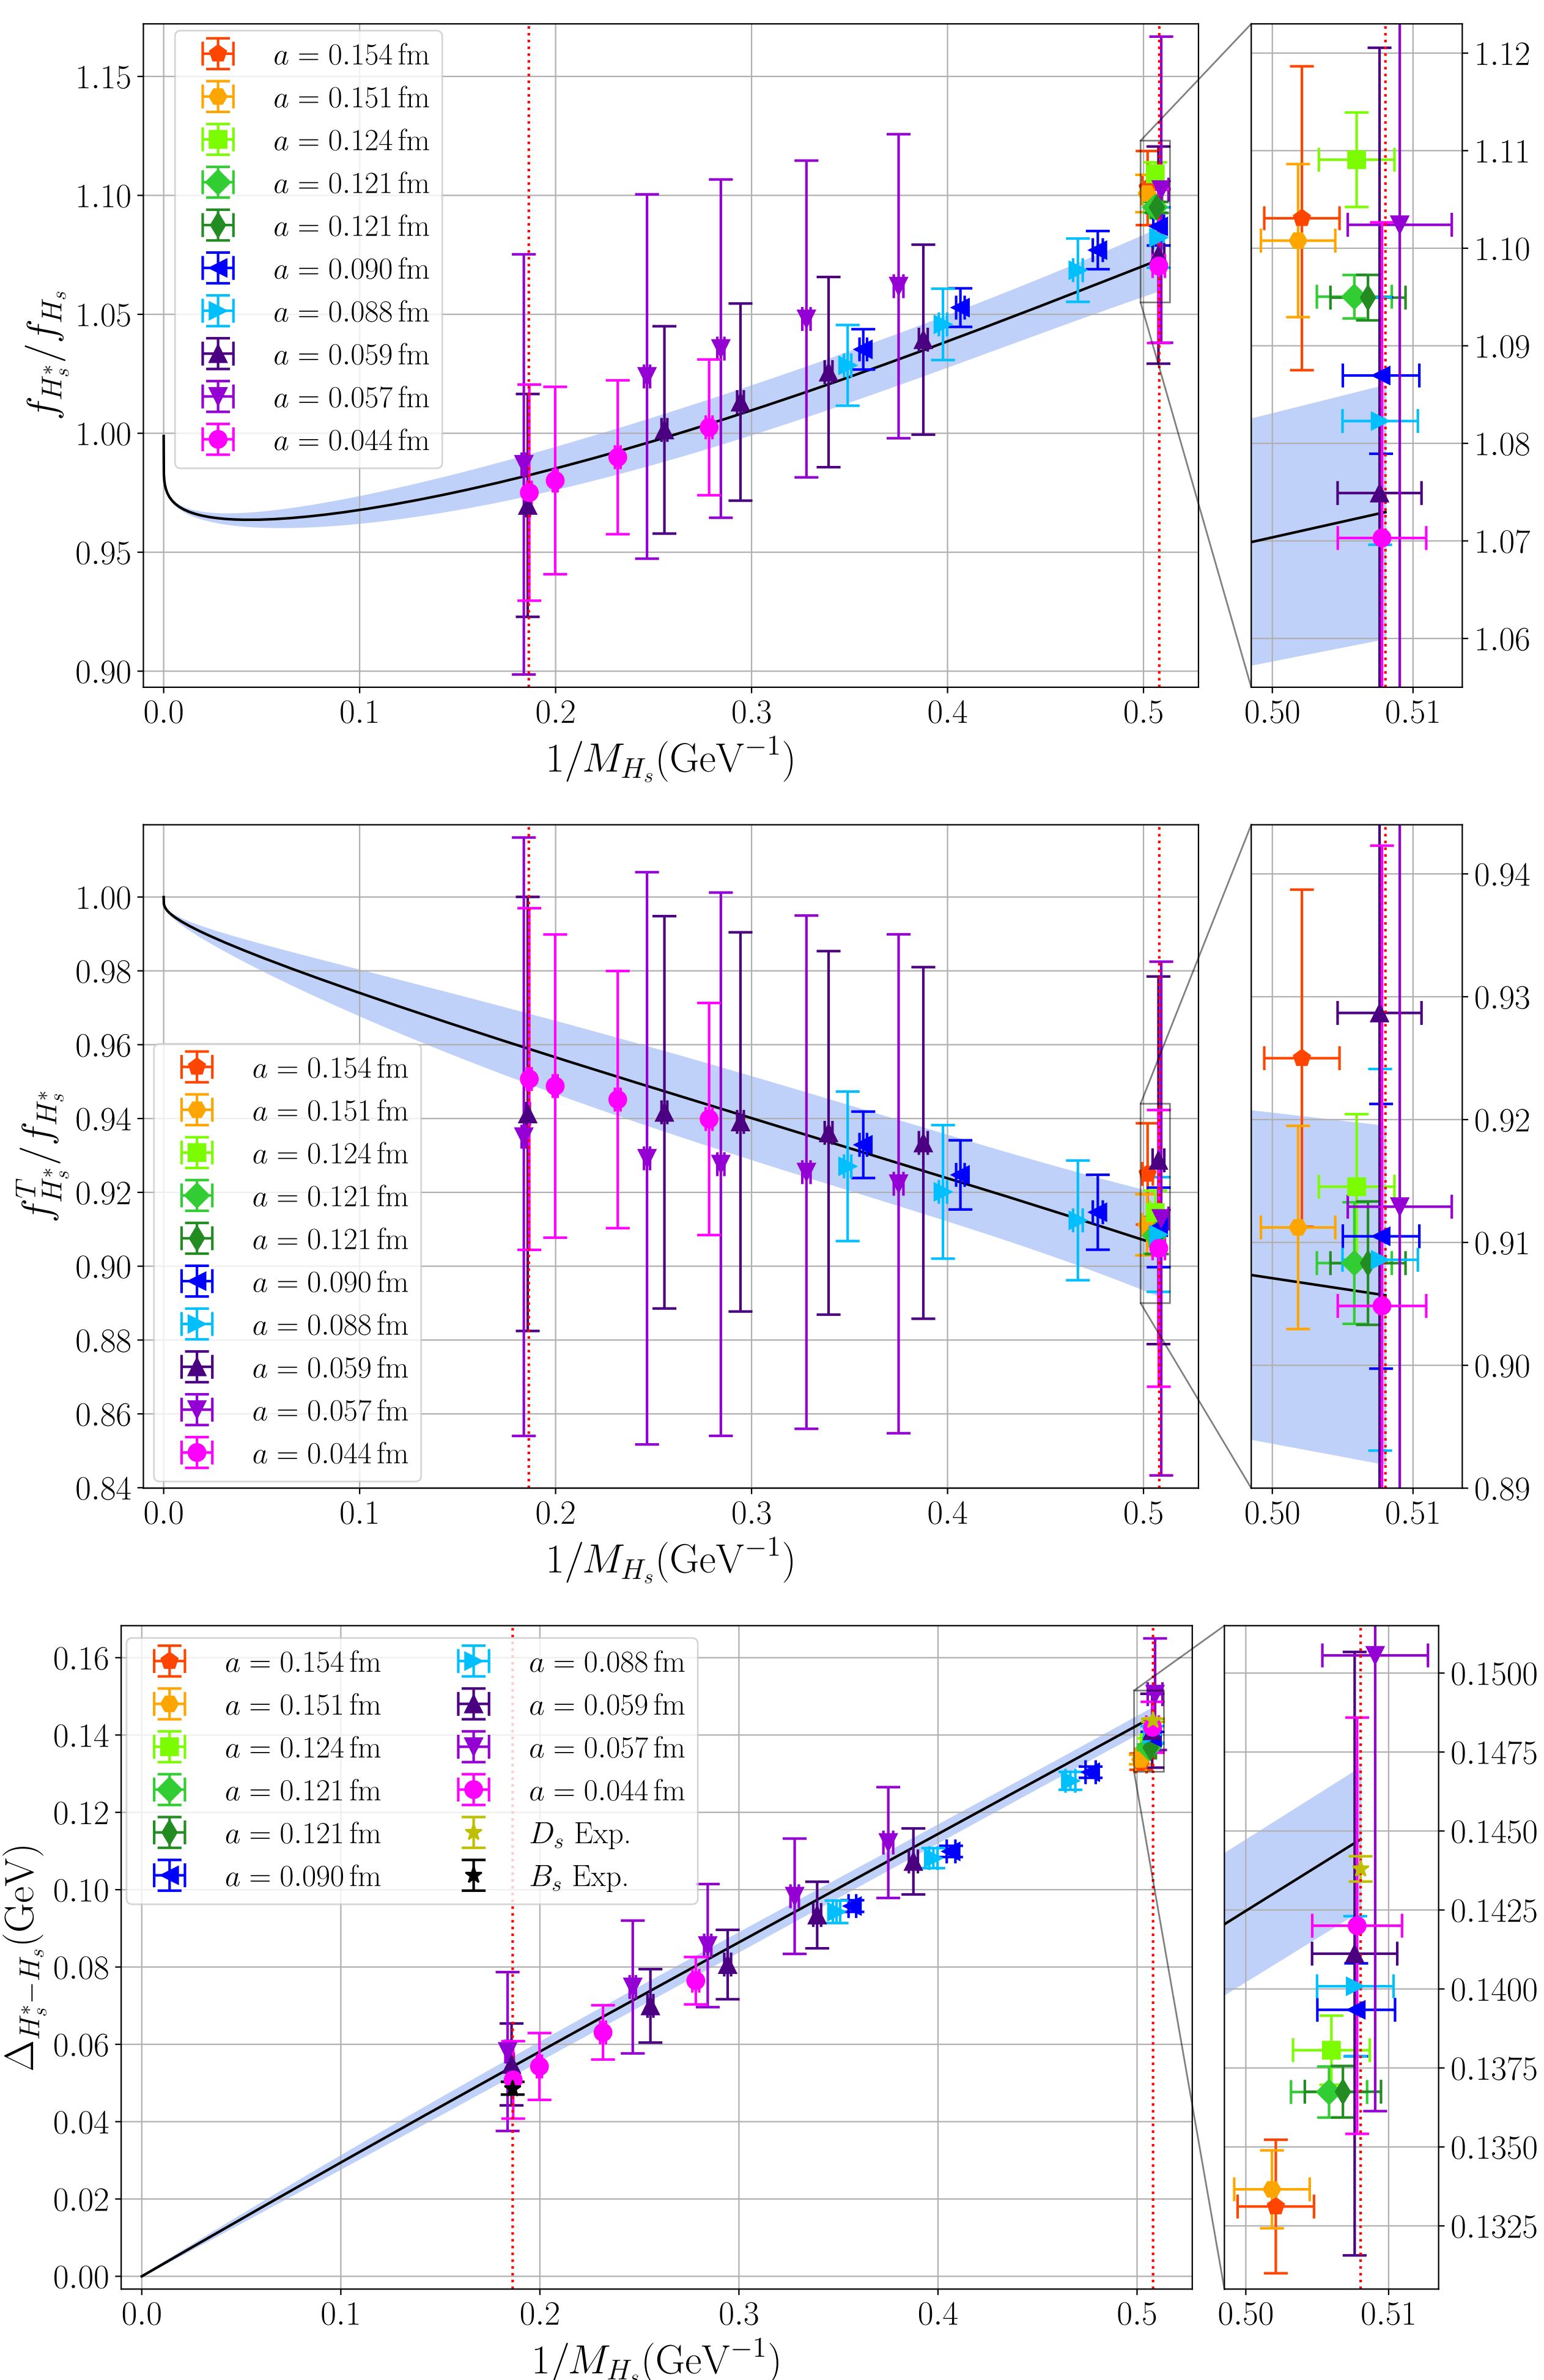 a = 0.154 fm
a = 0.151 fm
a = 0.124 fm
a = 0.121 fm
a = 0.121 fm
a = 0.090 fm
a = 0.088 fm
a = 0.059 fm
a = 0.057 fm
a = 0.044 fm
f_{H_s^*}/f_{H_s}
1.15
1.10
1.05
1.00
0.95
0.90
0.0 0.1 0.2 0.3 0.4 0.5
1/M_{H_s}(GeV^{-1})
1.12
1.11
1.10
1.09
1.08
1.07
1.06
0.50 0.51
f^T_{H_s^*}/f_{H_s^*}
1.00
0.98
0.96
0.94
0.92
0.90
0.88
0.86
0.84
a = 0.154 fm
a = 0.151 fm
a = 0.124 fm
a = 0.121 fm
a = 0.121 fm
a = 0.090 fm
a = 0.088 fm
a = 0.059 fm
a = 0.057 fm
a = 0.044 fm
0.0 0.1 0.2 0.3 0.4 0.5
1/M_{H_s}(GeV^{-1})
0.94
0.93
0.92
0.91
0.90
0.89
0.50 0.51
Δ_{H_s^*−H_s}(GeV)
0.16
0.14
0.12
0.10
0.08
0.06
0.04
0.02
0.00
a = 0.154 fm
a = 0.151 fm
a = 0.124 fm
a = 0.121 fm
a = 0.121 fm
a = 0.090 fm
a = 0.088 fm
a = 0.059 fm
a = 0.057 fm
a = 0.044 fm
D_s Exp.
B_s Exp.
0.0 0.1 0.2 0.3 0.4 0.5
1/M_{H_s}(GeV^{-1})
0.1500
0.1475
0.1450
0.1425
0.1400
0.1375
0.1350
0.1325
0.50 0.51